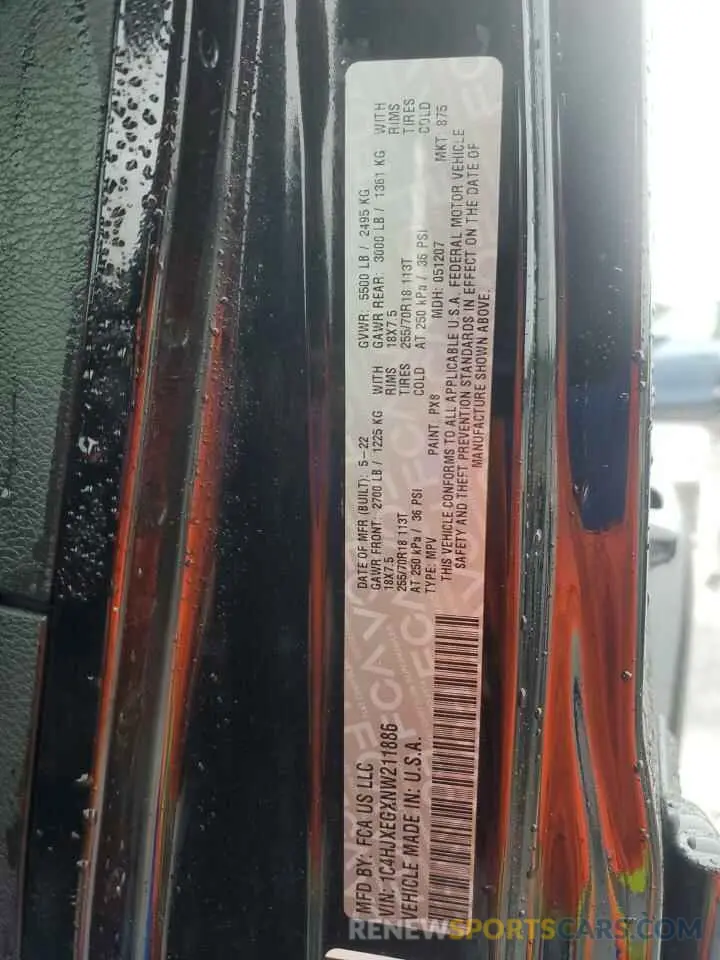 MFD BY: FCA US LLC
DATE OF MFR (BUILT): 5-22
GVWR: 5500 LB / 2495 KG
VIN: 1C4HJXEGXNW211886
GAWR FRONT: 2700 LB / 1225 KG WITH
18X7.5 RIMS
255/70R18 113T TIRES
AT 250 kPa / 36 PSI COLD
GAWR REAR: 3000 LB / 1361 KG WITH
18X7.5 RIMS
255/70R18 113T TIRES
AT 250 kPa / 36 PSI COLD
VEHICLE MADE IN: U.S.A.
TYPE: MPV
PAINT: PX8
MDH: 051207
MKT: 875
THIS VEHICLE CONFORMS TO ALL APPLICABLE U.S.A. FEDERAL MOTOR VEHICLE
SAFETY AND THEFT PREVENTION STANDARDS IN EFFECT ON THE DATE OF
MANUFACTURE SHOWN ABOVE.
RENEWSPORTSCARS.COM